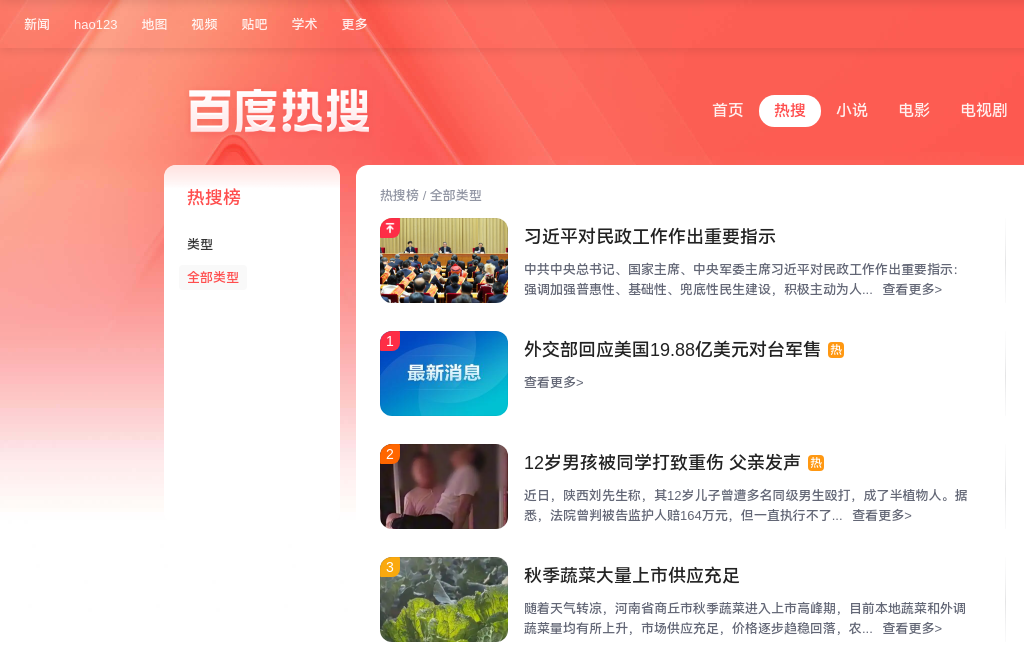 新闻 hao123 地图 视频 贴吧 学术 更多
百度热搜
首页 热搜 小说 电影 电视剧
热搜榜
类型
全部类型
热搜榜 / 全部类型
习近平对民政工作作出重要指示
中共中央总书记、国家主席、中央军委主席习近平对民政工作作出重要指示：
强调加强普惠性、基础性、兜底性民生建设，积极主动为人... 查看更多>
1
最新消息
外交部回应美国19.88亿美元对台军售 热
查看更多>
2
12岁男孩被同学打致重伤 父亲发声 热
近日，陕西刘先生称，其12岁儿子曾遭多名同级男生殴打，成了半植物人。据
悉，法院曾判被告监护人赔164万元，但一直执行不了... 查看更多>
3
秋季蔬菜大量上市供应充足
随着天气转凉，河南省商丘市秋季蔬菜进入上市高峰期，目前本地蔬菜和外调
蔬菜量均有所上升，市场供应充足，价格逐步趋稳回落，农... 查看更多>